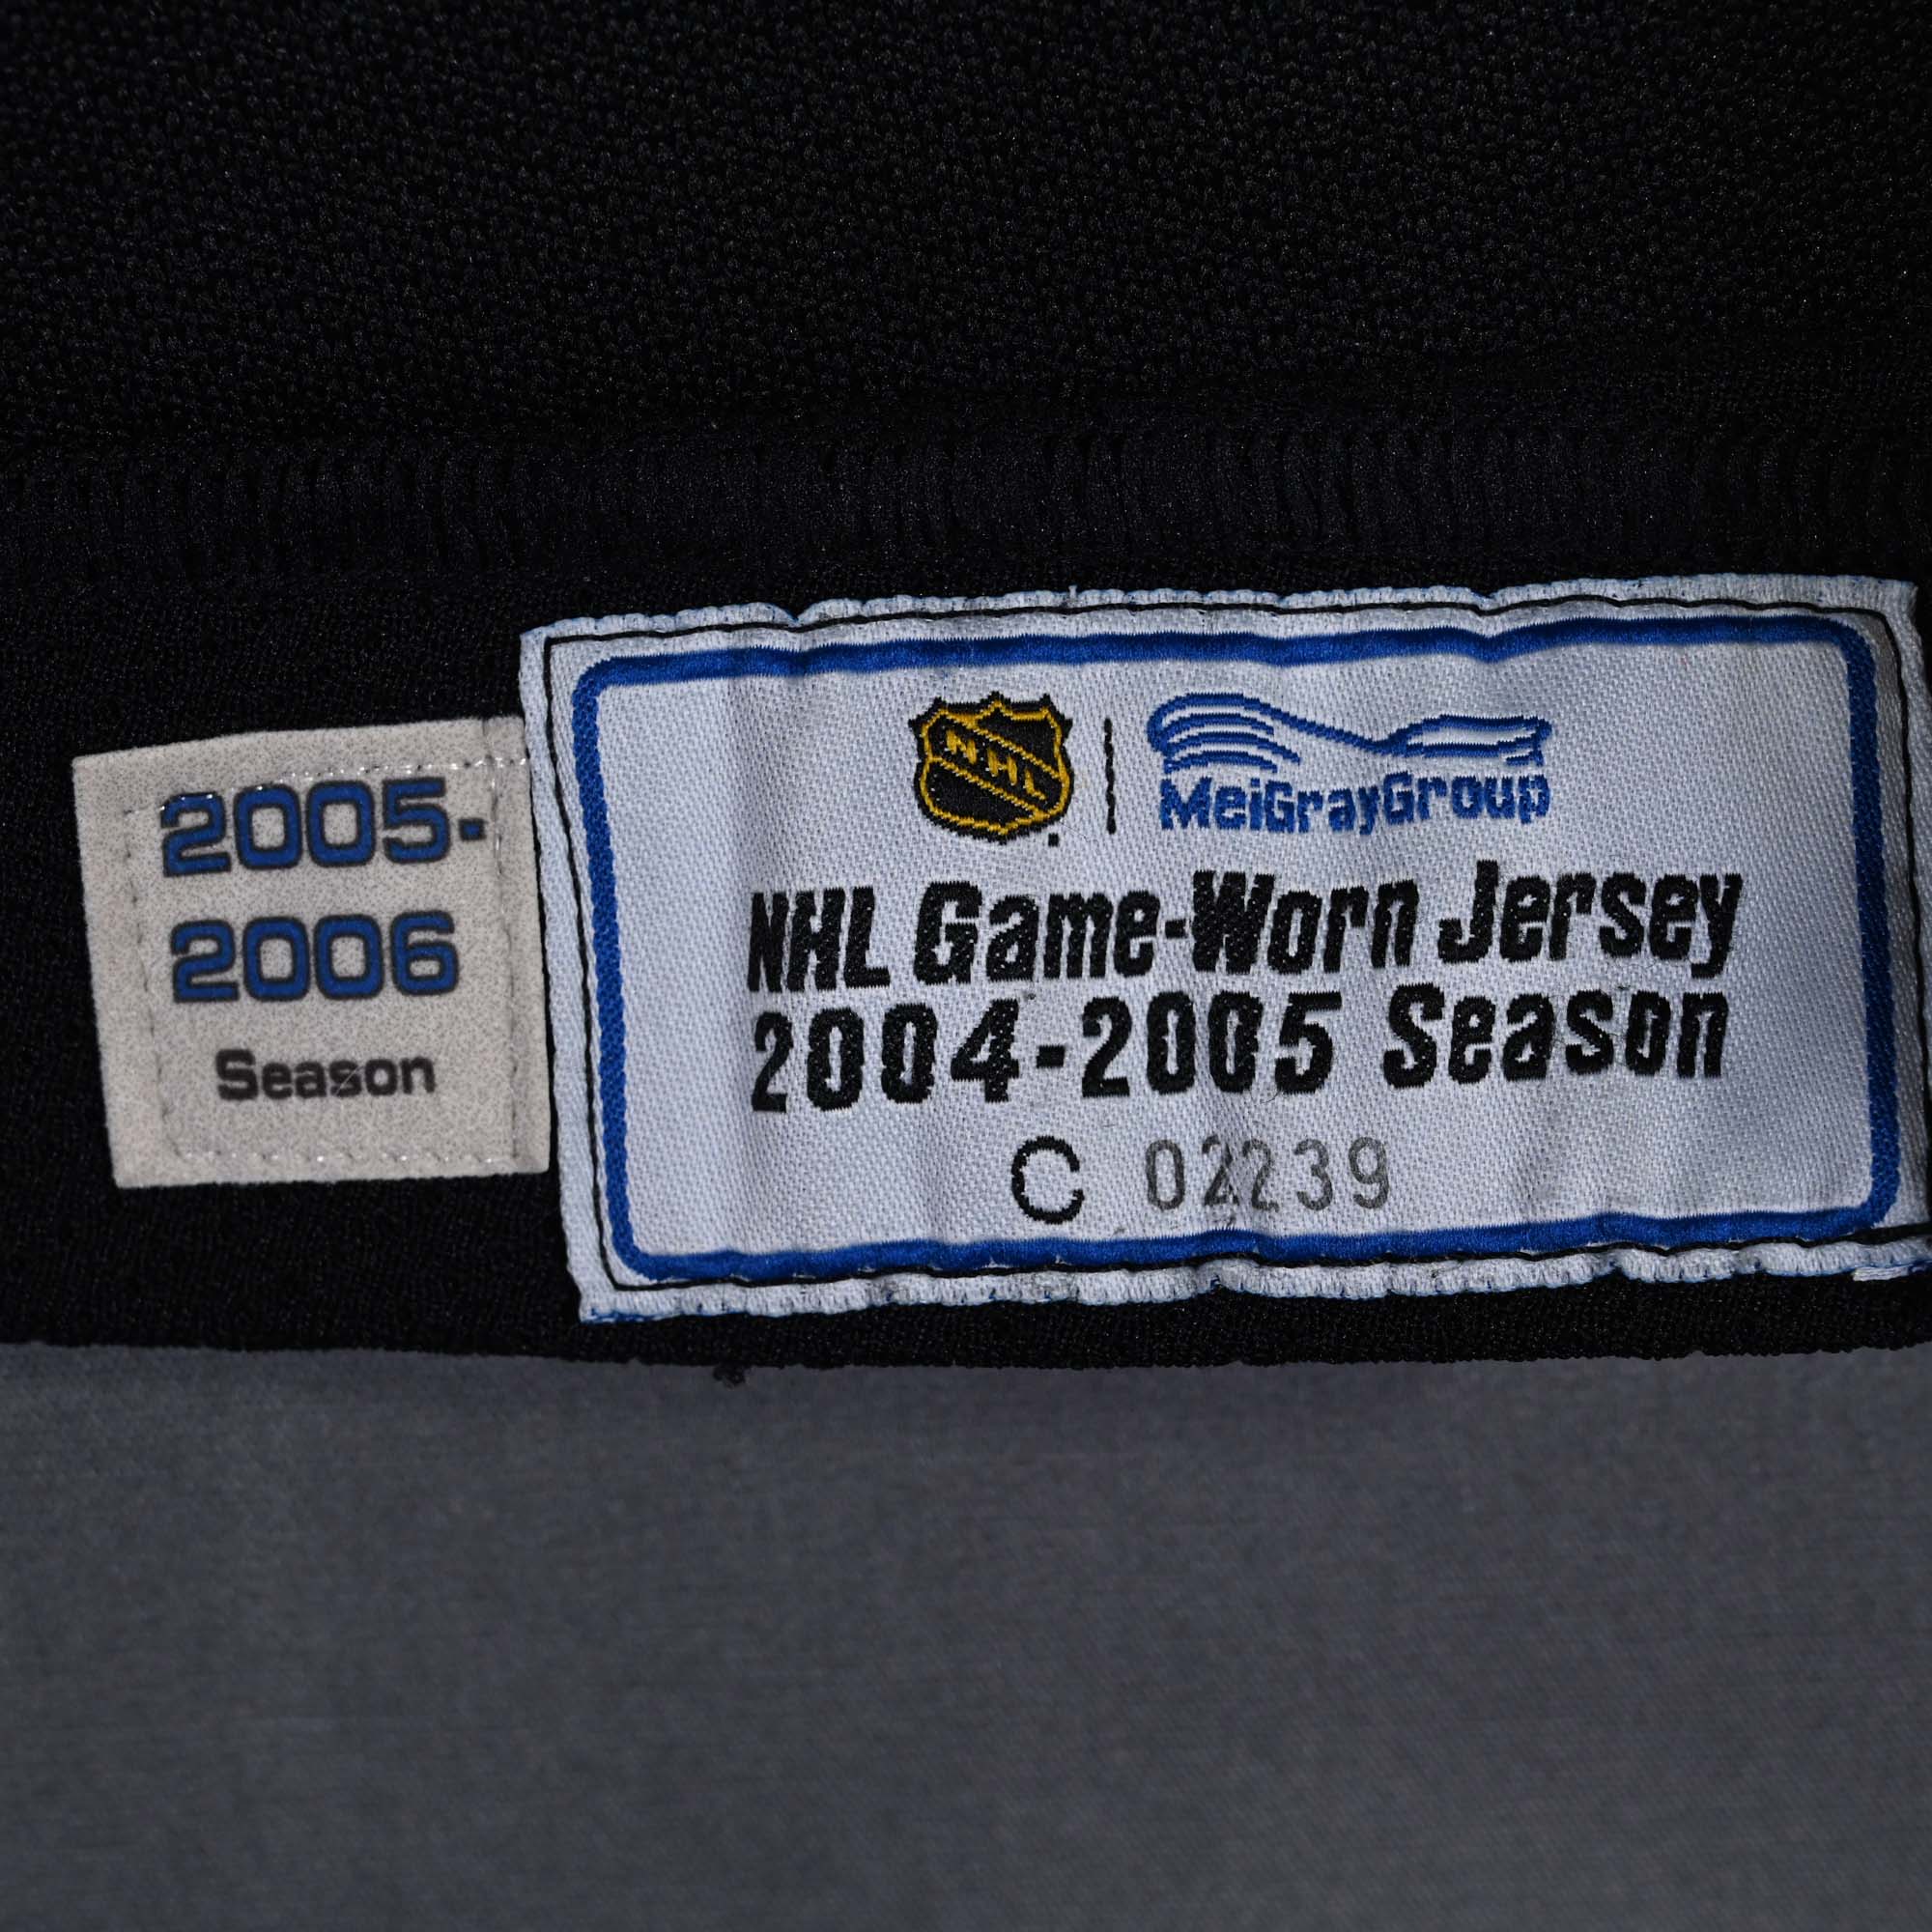 2005-
2006
Season
NHL
MeiGrayGroup
NHL Game-Worn Jersey
2004-2005 Season
C 02239